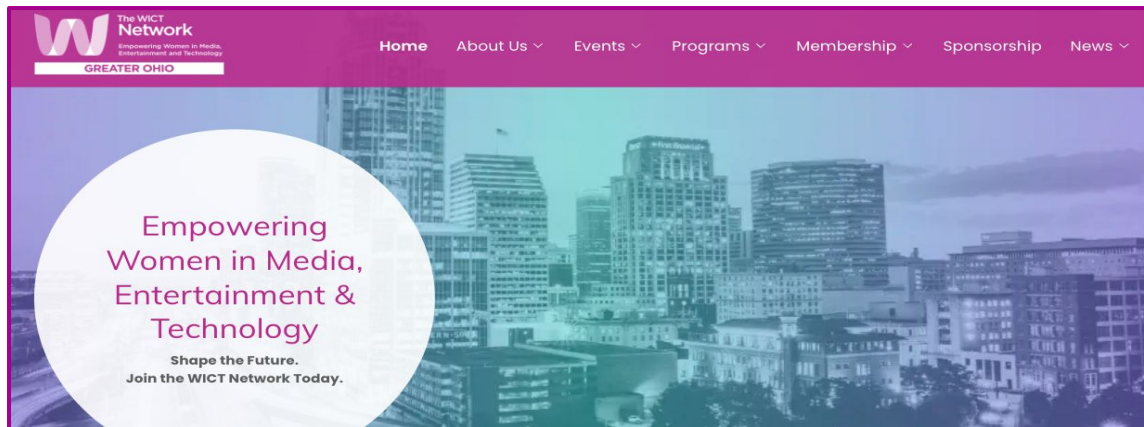 The WICT
Network
Empowering Women in Media,
Entertainment and Technology
GREATER OHIO
Home About Us Events Programs Membership Sponsorship News
Empowering
Women in Media,
Entertainment &
Technology
Shape the Future.
Join the WICT Network Today.